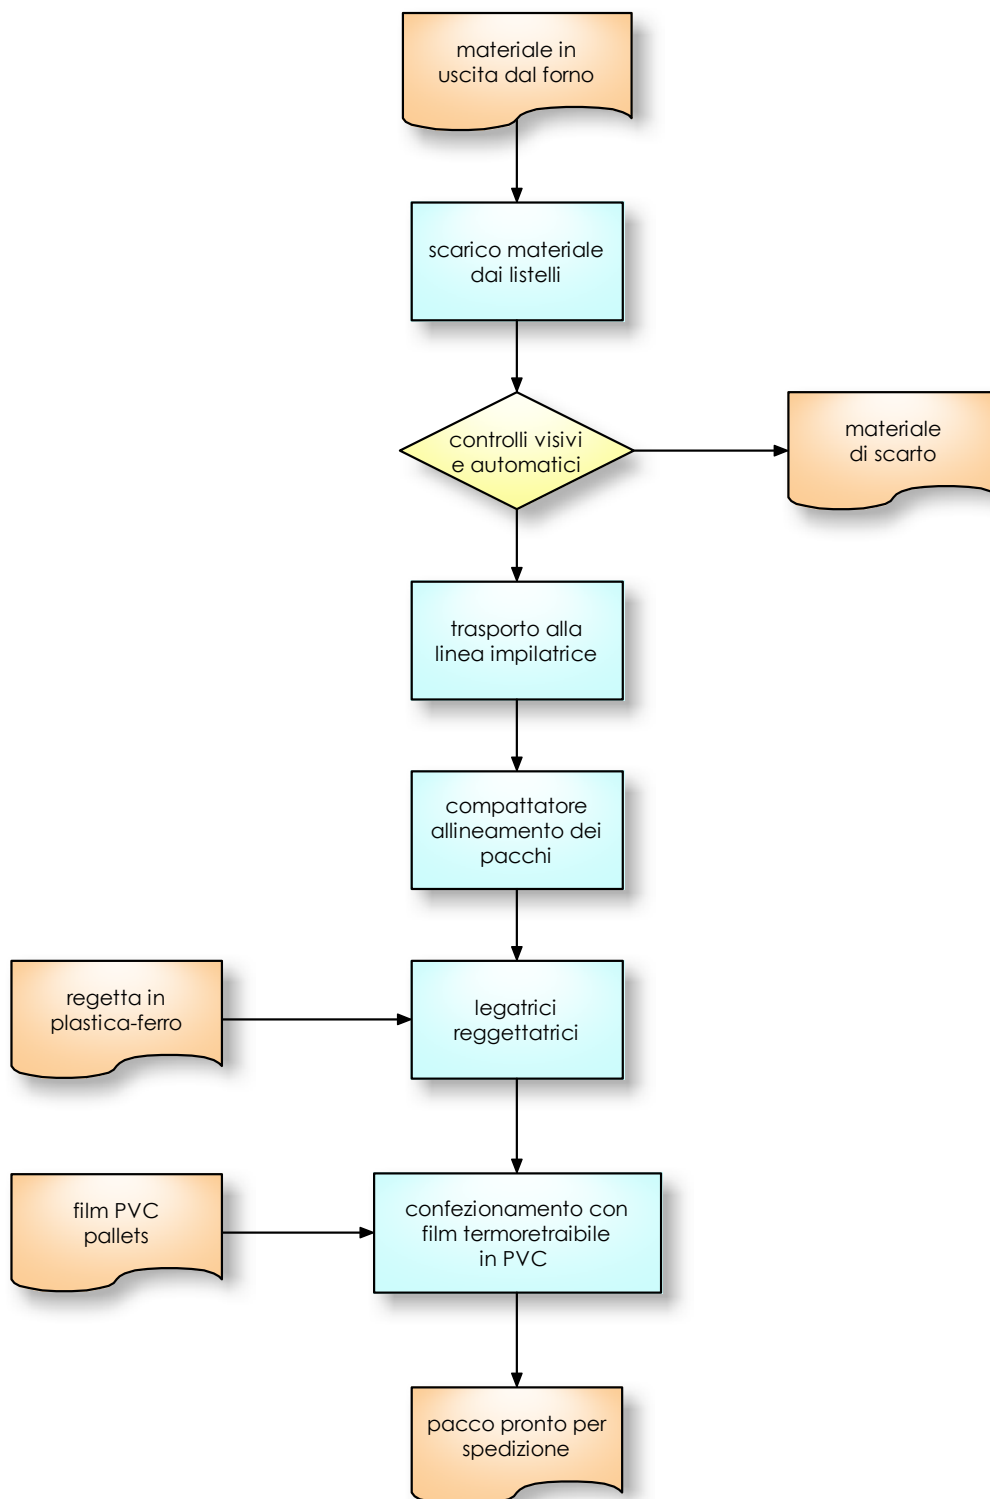 materiale in
uscita dal forno
scarico materiale
dai listelli
controlli visivi
e automatici
materiale
di scarto
trasporto alla
linea impilatrice
compattatore
allineamento dei
pacchi
regetta in
plastica-ferro
legatrici
reggettatrici
film PVC
pallets
confezionamento con
film termoretraibile
in PVC
pacco pronto per
spedizione